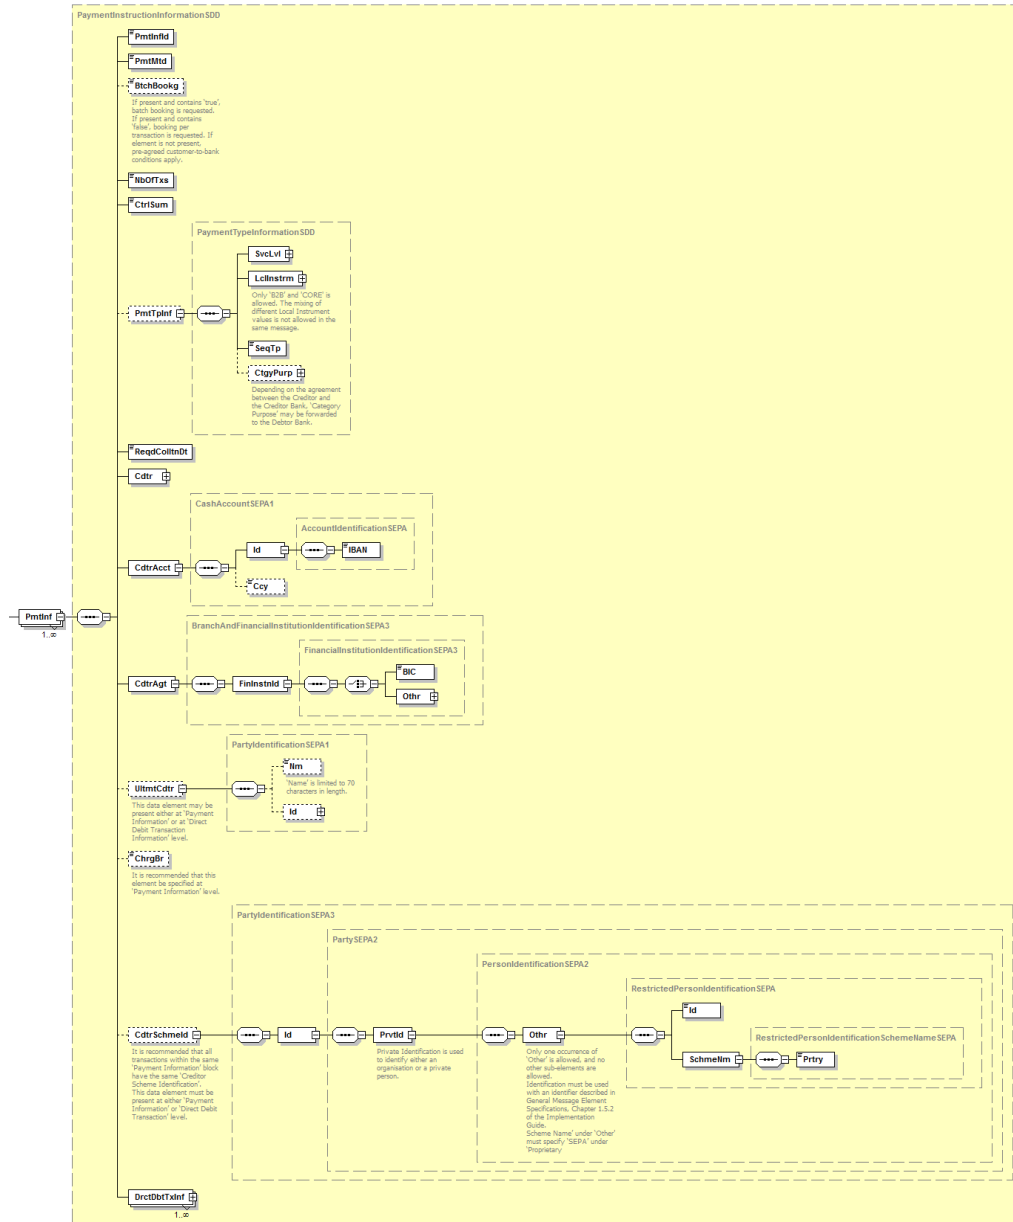 PaymentInstructionInformationSDD
PmtInfId
PmtMtd
BtchBookg
If present and contains 'true',
batch booking is requested.
If present and contains
'false', booking per
transaction is requested. If
element is not present,
pre-agreed customer-to-bank
conditions apply.
NbOfTxs
CtrlSum
PaymentTypeInformationSDD
SvcLvl
LclInstrm
Only 'B2B' and 'CORE' is
allowed. The mixing of
different Local Instrument
values is not allowed in the
same message.
PmtTpInf
SeqTp
CtgyPurp
Depending on the agreement
between the Creditor and
the Creditor Bank, 'Category
Purpose' may be forwarded
to the Debtor Bank.
ReqdColltnDt
Cdtr
CashAccountSEPA1
AccountIdentificationSEPA
Id
IBAN
CdtrAcct
Ccy
PmtInf
1..∞
BranchAndFinancialInstitutionIdentificationSEPA3
FinancialInstitutionIdentificationSEPA3
BIC
CdtrAgt
FinInstnId
Othr
PartyIdentificationSEPA1
Nm
'Name' is limited to 70
characters in length.
UltmtCdtr
Id
This data element may be
present either at 'Payment
Information' or at 'Direct
Debit Transaction
Information' level.
ChrgBr
It is recommended that this
element be specified at
'Payment Information' level.
PartyIdentificationSEPA3
PartySEPA2
PersonIdentificationSEPA2
RestrictedPersonIdentificationSEPA
Id
RestrictedPersonIdentificationSchemeNameSEPA
CdtrSchmeId
Id
PrvtId
Othr
SchmeNm
Prtry
It is recommended that all
transactions within the same
'Payment Information' block
have the same 'Creditor
Scheme Identification'.
This data element must be
present at either 'Payment
Information' or 'Direct Debit
Transaction' level.
Private Identification is used
to identify either an
organisation or a private
person.
Only one occurrence of
'Other' is allowed, and no
other sub-elements are
allowed.
Identification must be used
with an identifier described in
General Message Element
Specifications, Chapter 1.5.2
of the Implementation
Guide.
Scheme Name' under 'Other'
must specify 'SEPA' under
'Proprietary
DrctDbtTxInf
1..∞